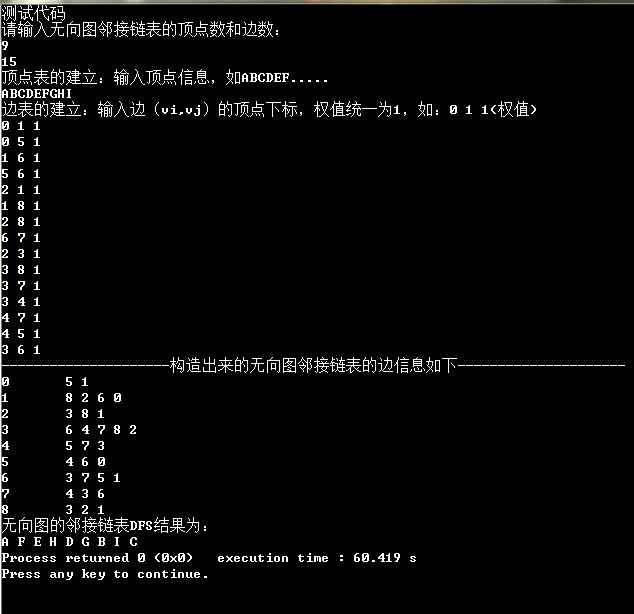 测试代码
请输入无向图邻接链表的顶点数和边数：
9
15
顶点表的建立：输入顶点信息，如ABCDEF.....
ABCDEFGHI
边表的建立：输入边（vi,vj）的顶点下标，权值统一为1，如：0 1 1(权值)
0 1 1
0 5 1
1 6 1
5 6 1
2 1 1
1 8 1
2 8 1
6 7 1
2 3 1
3 8 1
3 7 1
3 4 1
4 7 1
4 5 1
3 6 1
---------------------构造出来的无向图邻接链表的边信息如下---------------------
0 5 1
1 8 2 6 0
2 3 8 1
3 6 4 7 8 2
4 5 7 3
5 4 6 0
6 3 7 5 1
7 4 3 6
8 3 2 1
无向图的邻接链表DFS结果为：
A F E H D G B I C
Process returned 0 (0x0) execution time : 60.419 s
Press any key to continue.